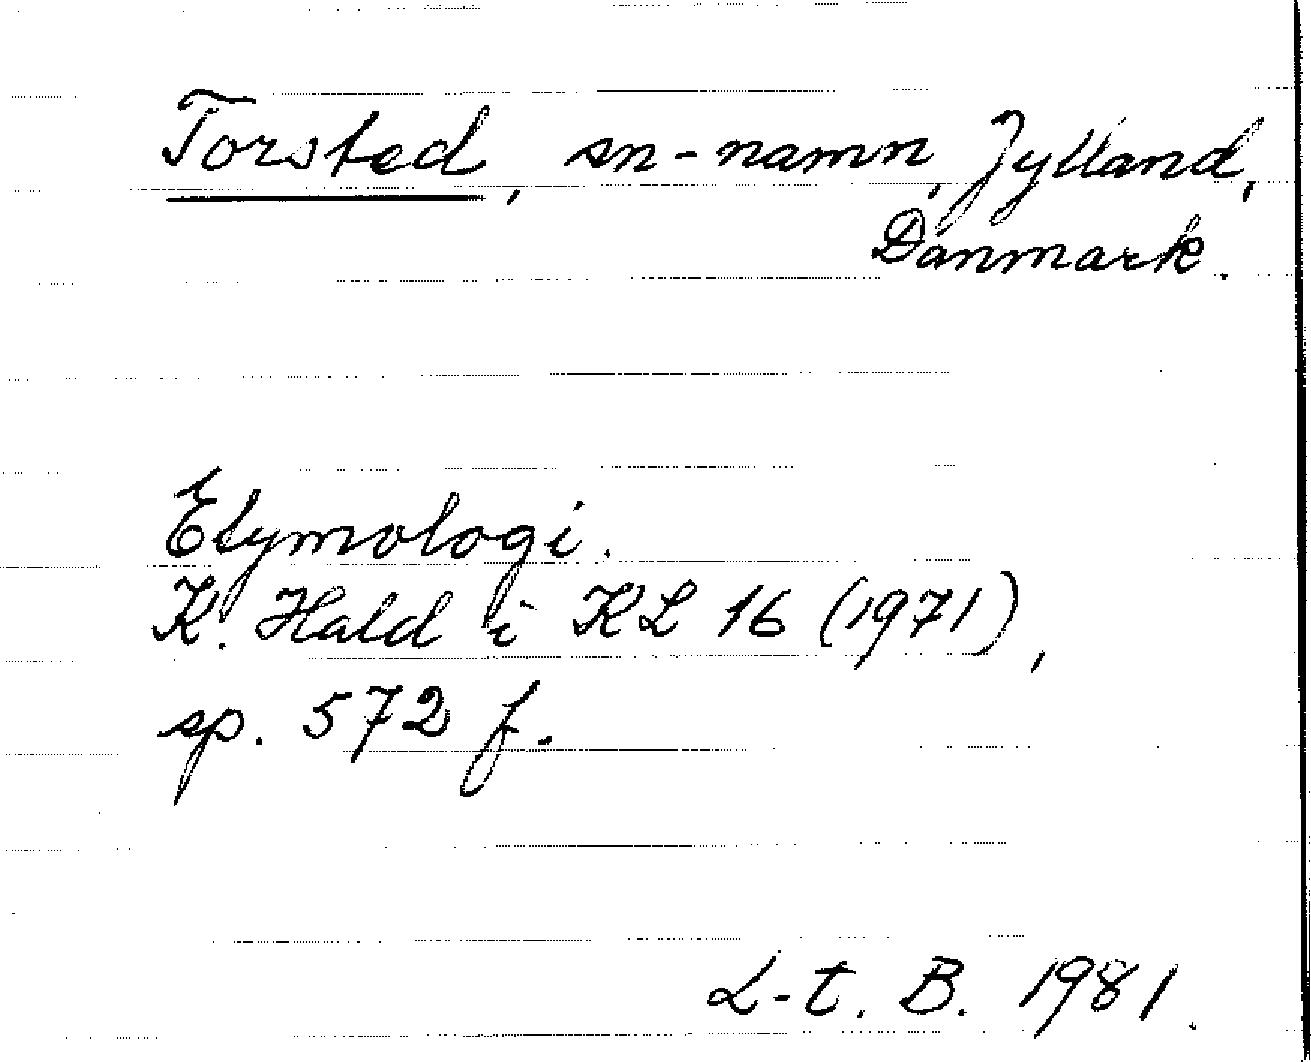 Torsted, sn-namn, Jylland,
Danmark.
Etymologi.
K. Hald i KL 16 (1971),
sp. 572 f.
L-t. B. 1981.